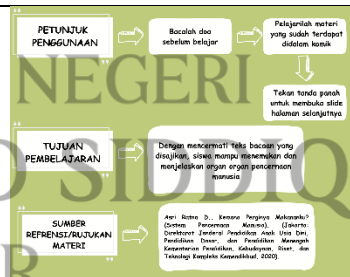 PETUNJUK
PENGGUNAAN
Bacalah doa
sebelum belajar
Pelajarilah materi
yang sudah terdapat
didalam komik
Tekan tanda panah
untuk membuka slide
halaman selanjutnya
NEGERI
TUJUAN
PEMBELAJARAN
Dengan mencermati teks bacaan yang
disajikan, siswa mampu menemukan dan
menjelaskan organ organ pencernaan
manusia
SIDDIQ
SUMBER
REFRENSI/RUJUKAN
MATERI
Asri Ratna D., Kemana Perginya Makananku?
(Sistem Pencernaan Manusia), (Jakarta:
Direktorat Jenderal Pendidikan Anak Usia Dini,
Pendidikan Dasar, dan Pendidikan Menengah
Kementerian Pendidikan, Kebudayaan, Riset, dan
Teknologi Kompleks Kemendikbud, 2020).